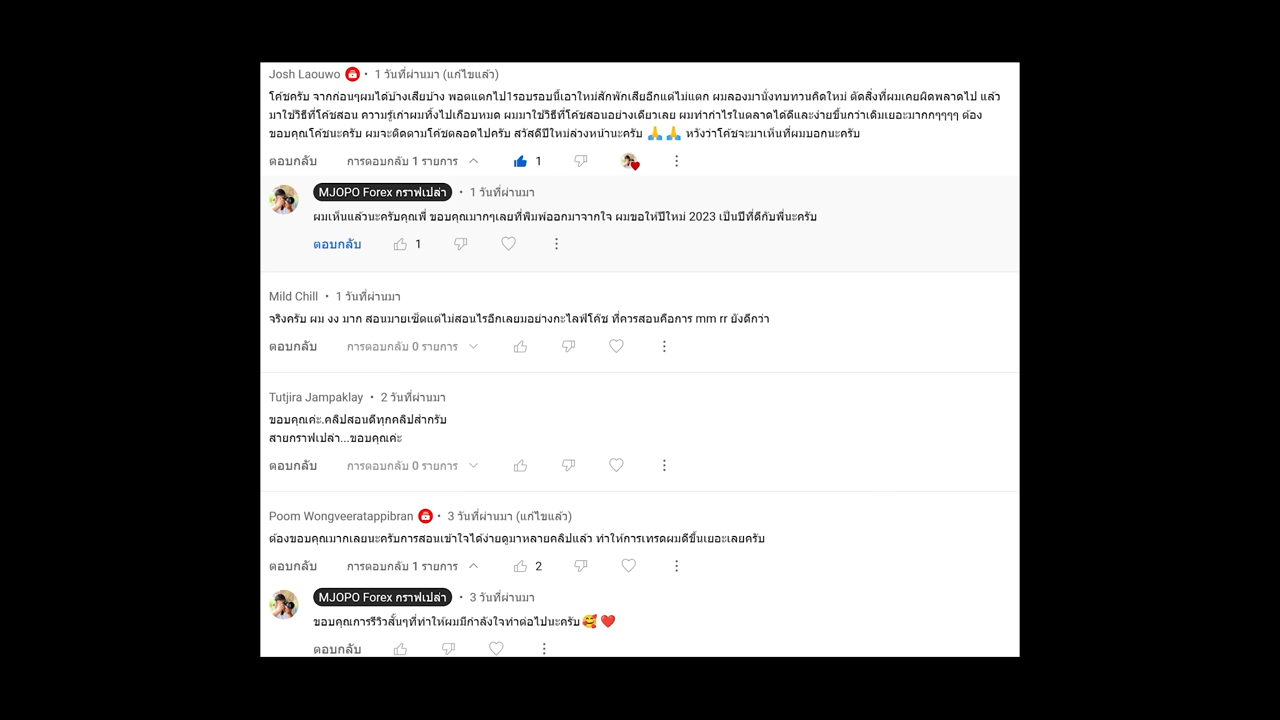 Josh Laouwo • 1 วันที่ผ่านมา (แก้ไขแล้ว)
โค้ชครับ จากก่อนๆผมได้บ้างเสียบ้าง พอตแตกไป1รอบรอบนี้เอาใหม่สักพักเสียอีกแต่ไม่แตก ผมลองมานั่งทบทวนคิดใหม่ ตัดสิ่งที่ผมเคยผิดพลาดไป แล้ว
มาใช้วิธีที่โค้ชสอน ความรู้เก่าผมทิ้งไปเกือบหมด ผมมาใช้วิธีที่โค้ชสอนอย่างเดียวเลย ผมทำกำไรในตลาดได้ดีและง่ายขึ้นกว่าเดิมเยอะมากกๆๆๆๆ ต้อง
ขอบคุณโค้ชนะครับ ผมจะติดตามโค้ชตลอดไปครับ สวัสดีปีใหม่ล่วงหน้านะครับ 🙏 🙏 หวังว่าโค้ชจะมาเห็นที่ผมบอกนะครับ
ตอบกลับ การตอบกลับ 1 รายการ 1
MJOPO Forex กราฟเปล่า • 1 วันที่ผ่านมา
ผมเห็นแล้วนะครับคุณพี่ ขอบคุณมากๆเลยที่พิมพ์ออกมาจากใจ ผมขอให้ปีใหม่ 2023 เป็นปีที่ดีกับพี่นะครับ
ตอบกลับ 1
Mild Chill • 1 วันที่ผ่านมา
จริงครับ ผม งง มาก สอนมายเซ็ตแต่ไม่สอนไรอีกเลยมอย่างกะไลฟ์โค้ช ที่ควรสอนคือการ mm rr ยังดีกว่า
ตอบกลับ การตอบกลับ 0 รายการ
Tutjira Jampaklay • 2 วันที่ผ่านมา
ขอบคุณค่ะ.คลิปสอนดีทุกคลิปสำกรับ
สายกราฟเปล่า...ขอบคุณค่ะ
ตอบกลับ การตอบกลับ 0 รายการ
Poom Wongveeratappibran • 3 วันที่ผ่านมา (แก้ไขแล้ว)
ต้องขอบคุณมากเลยนะครับการสอนเข้าใจได้ง่ายดูมาหลายคลิปแล้ว ทำให้การเทรดผมดีขึ้นเยอะเลยครับ
ตอบกลับ การตอบกลับ 1 รายการ 2
MJOPO Forex กราฟเปล่า • 3 วันที่ผ่านมา
ขอบคุณการรีวิวสั้นๆที่ทำให้ผมมีกำลังใจทำต่อไปนะครับ🥰 ❤️
ตอบกลับ